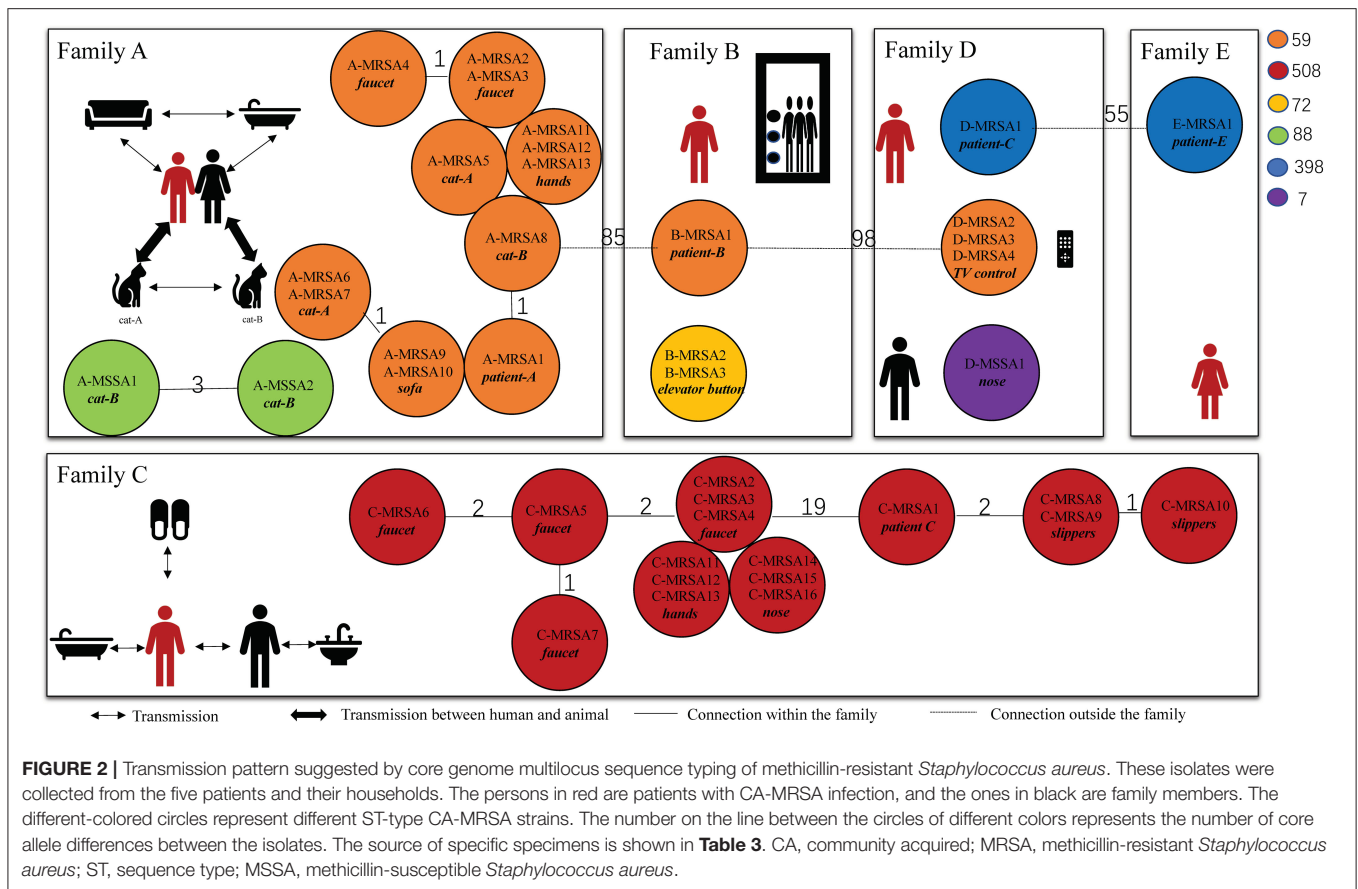 Family A
A-MRSA4
faucet
1
A-MRSA2
A-MRSA3
faucet
A-MRSA5
cat-A
A-MRSA11
A-MRSA12
A-MRSA13
hands
A-MRSA8
cat-B
cat-A
cat-B
A-MRSA6
A-MRSA7
cat-A
1
1
A-MRSA9
A-MRSA10
sofa
A-MRSA1
patient-A
A-MSSA1
cat-B
3
A-MSSA2
cat-B
85
Family B
B-MRSA1
patient-B
B-MRSA2
B-MRSA3
elevator button
98
Family D
D-MRSA1
patient-C
D-MRSA2
D-MRSA3
D-MRSA4
TV control
D-MSSA1
nose
55
Family E
E-MRSA1
patient-E
59
508
72
88
398
7
Family C
C-MRSA6
faucet
2
C-MRSA5
faucet
2
C-MRSA2
C-MRSA3
C-MRSA4
faucet
19
C-MRSA1
patient C
2
C-MRSA8
C-MRSA9
slippers
1
C-MRSA10
slippers
C-MRSA11
C-MRSA12
C-MRSA13
hands
C-MRSA14
C-MRSA15
C-MRSA16
nose
1
C-MRSA7
faucet
Transmission
Transmission between human and animal
Connection within the family
Connection outside the family
FIGURE 2 | Transmission pattern suggested by core genome multilocus sequence typing of methicillin-resistant Staphylococcus aureus. These isolates were
collected from the five patients and their households. The persons in red are patients with CA-MRSA infection, and the ones in black are family members. The
different-colored circles represent different ST-type CA-MRSA strains. The number on the line between the circles of different colors represents the number of core
allele differences between the isolates. The source of specific specimens is shown in Table 3. CA, community acquired; MRSA, methicillin-resistant Staphylococcus
aureus; ST, sequence type; MSSA, methicillin-susceptible Staphylococcus aureus.